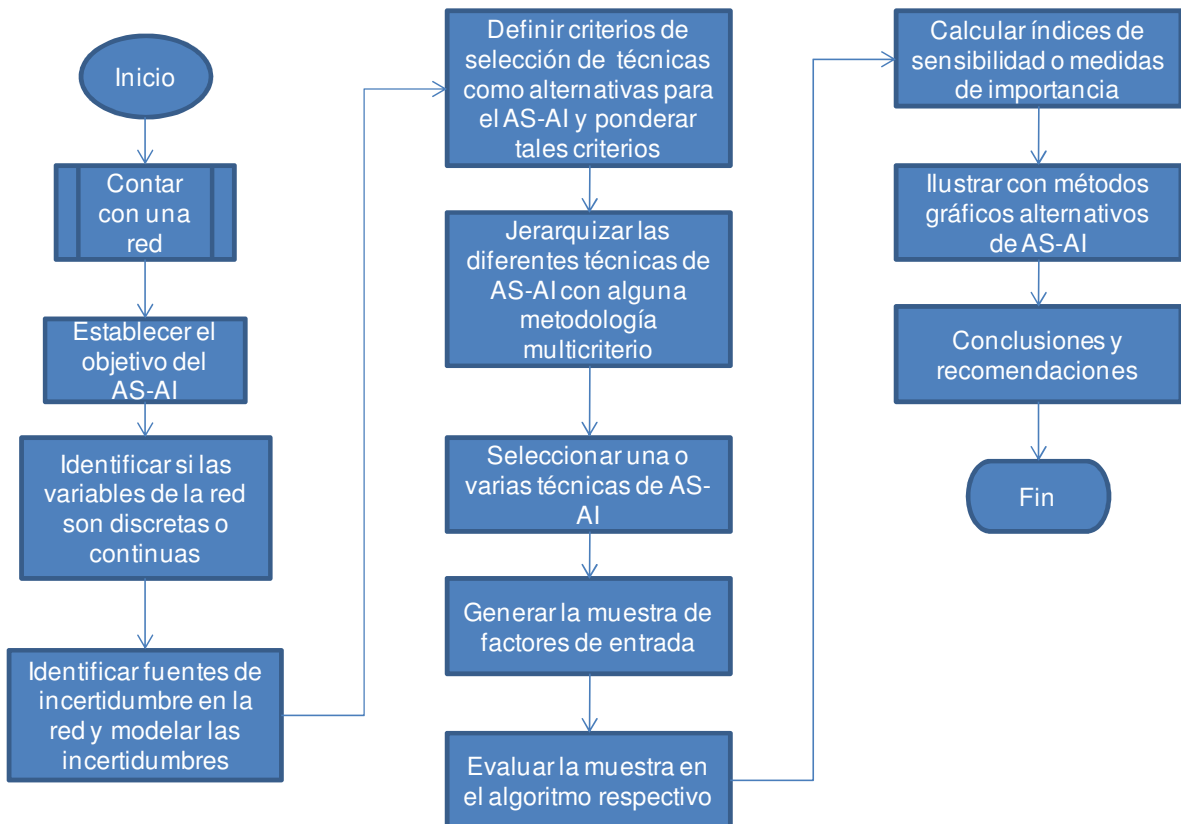 Inicio
Contar
con una
red
Establecer el
objetivo del
AS-AI
Identificar si las
variables de la red
son discretas o
continuas
Identificar fuentes de
incertidumbre en la
red y modelar las
incertidumbres
Definir criterios de
selección de técnicas
como alternativas para
el AS-AI y ponderar
tales criterios
Jerarquizar las
diferentes técnicas de
AS-AI con alguna
metodología
multicriterio
Seleccionar una o
varias técnicas de AS-
AI
Generar la muestra de
factores de entrada
Evaluar la muestra en
el algoritmo respectivo
Calcular índices de
sensibilidad o medidas
de importancia
Ilustrar con métodos
gráficos alternativos
de AS-AI
Conclusiones y
recomendaciones
Fin